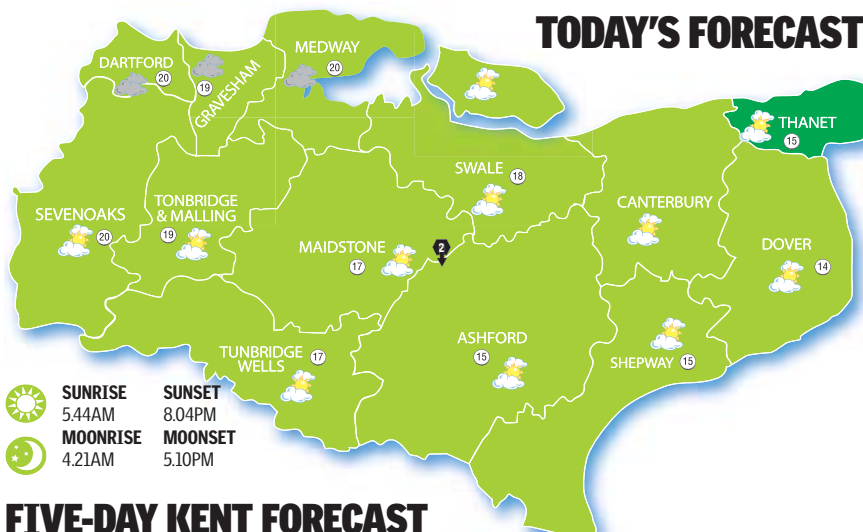 TODAY'S FORECAST
DARTFORD
20
19
GRAVESHAM
MEDWAY
20
THANET
15
SWALE 18
SEVENOAKS
20
TONBRIDGE
& MALLING
19
MAIDSTONE
17
2
CANTERBURY
DOVER
14
TUNBRIDGE
WELLS
17
ASHFORD
15
SHEPWAY 15
SUNRISE SUNSET
5.44AM 8.04PM
MOONRISE MOONSET
4.21AM 5.10PM
FIVE-DAY KENT FORECAST